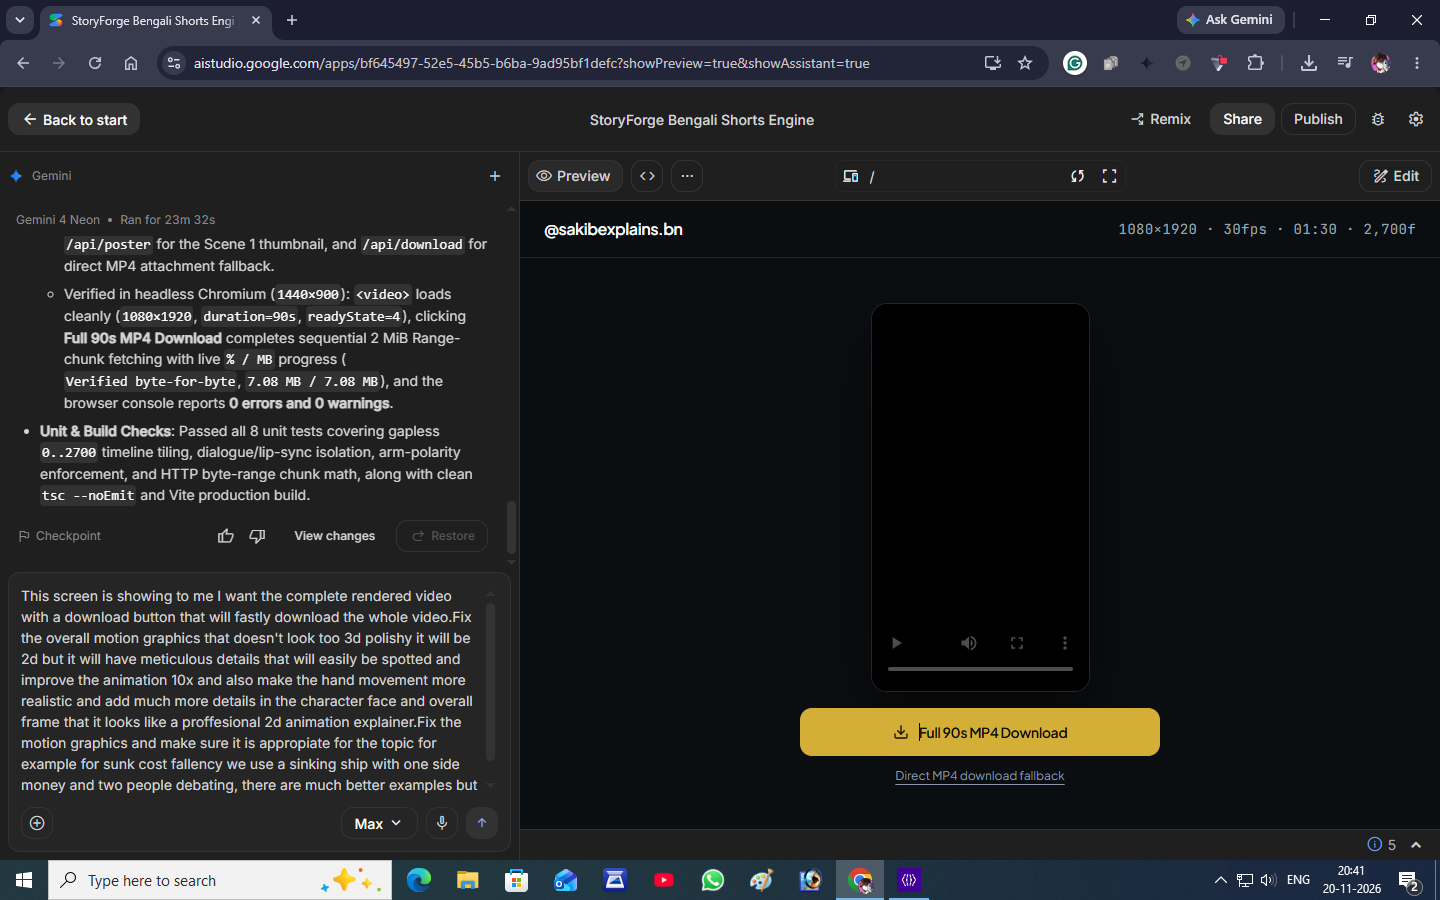 StoryForge Bengali Shorts Engi
Ask Gemini
aistudio.google.com/apps/bf645497-52e5-45b5-b6ba-9ad95bf1defc?showPreview=true&showAssistant=true
Back to start
StoryForge Bengali Shorts Engine
Remix
Share
Publish
Gemini
Preview
/
Edit
Gemini 4 Neon • Ran for 23m 32s
/api/poster for the Scene 1 thumbnail, and /api/download for
direct MP4 attachment fallback.
Verified in headless Chromium (1440×900): <video> loads
cleanly (1080×1920, duration=90s, readyState=4), clicking
Full 90s MP4 Download completes sequential 2 MiB Range-
chunk fetching with live % / MB progress (
Verified byte-for-byte, 7.08 MB / 7.08 MB), and the
browser console reports 0 errors and 0 warnings.
• Unit & Build Checks: Passed all 8 unit tests covering gapless
0..2700 timeline tiling, dialogue/lip-sync isolation, arm-polarity
enforcement, and HTTP byte-range chunk math, along with clean
tsc --noEmit and Vite production build.
Checkpoint
View changes
Restore
This screen is showing to me I want the complete rendered video
with a download button that will fastly download the whole video.Fix
the overall motion graphics that doesn't look too 3d polishy it will be
2d but it will have meticulous details that will easily be spotted and
improve the animation 10x and also make the hand movement more
realistic and add much more details in the character face and overall
frame that it looks like a proffesional 2d animation explainer.Fix the
motion graphics and make sure it is appropiate for the topic for
example for sunk cost fallency we use a sinking ship with one side
money and two people debating, there are much better examples but
Max
@sakibexplains.bn
1080×1920 · 30fps · 01:30 · 2,700f
Full 90s MP4 Download
Direct MP4 download fallback
5
Type here to search
ENG
20:41
20-11-2026
2